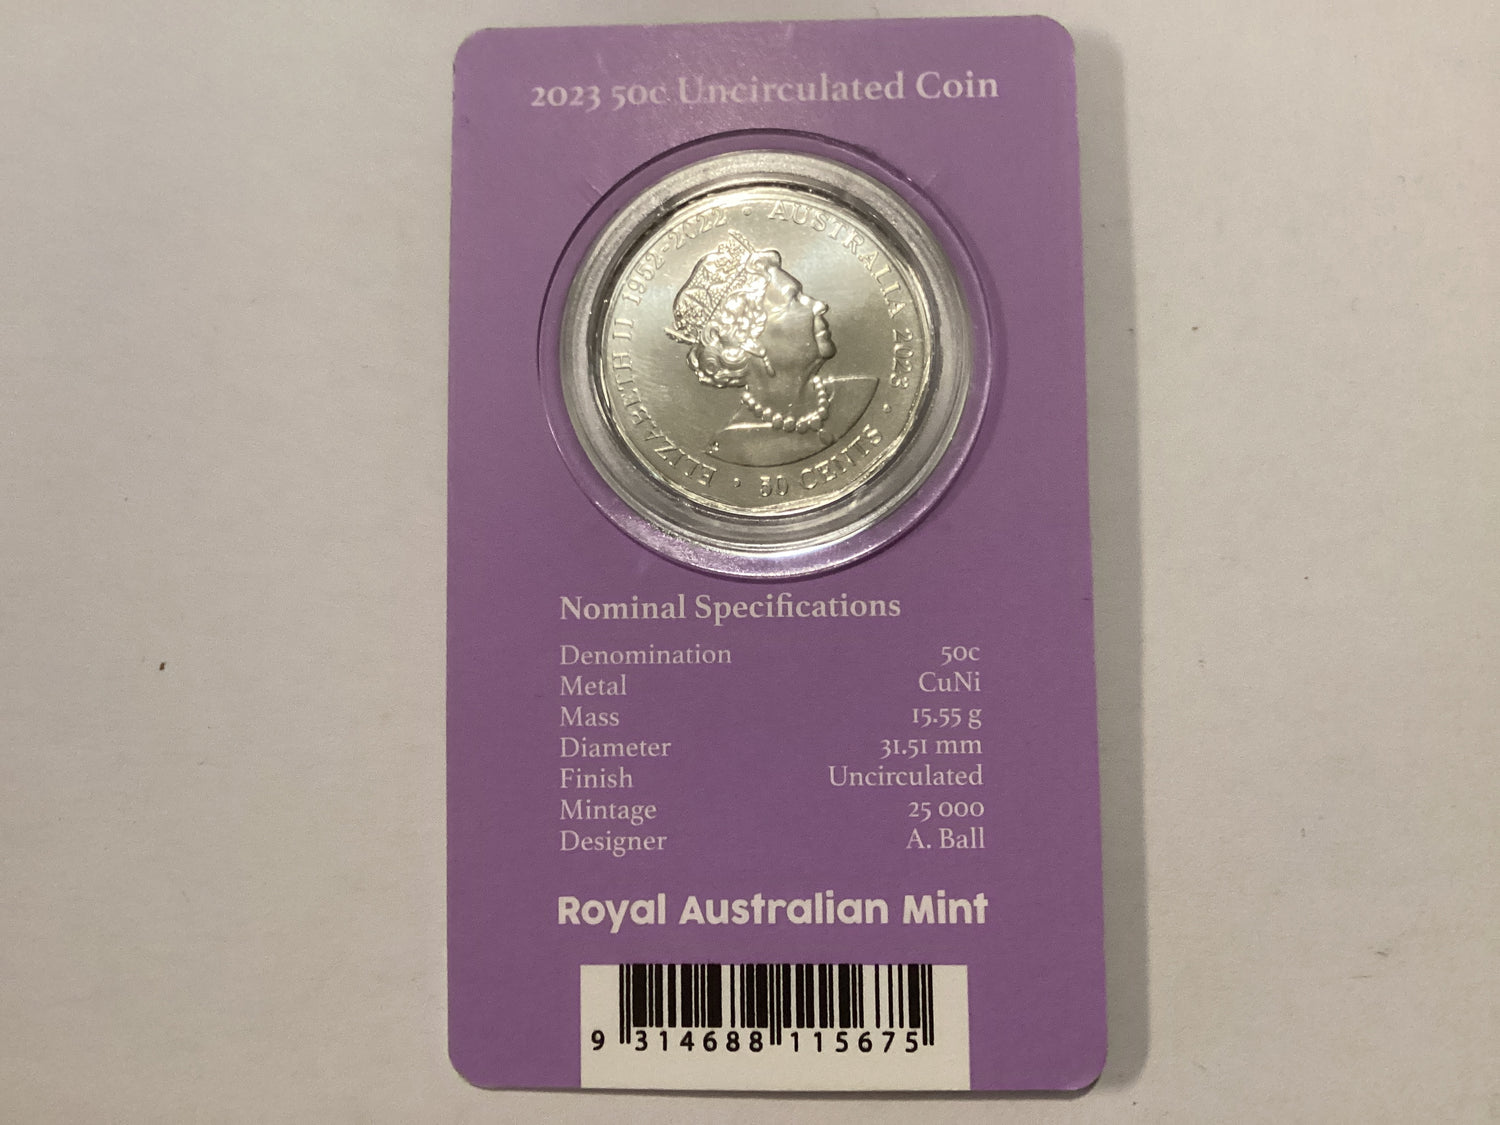 2023 50c Uncirculated Coin
ELIZABETH II 1952-2022 • AUSTRALIA 2023 • 50 CENTS •
Nominal Specifications
Denomination 50c
Metal CuNi
Mass 15.55 g
Diameter 31.51 mm
Finish Uncirculated
Mintage 25 000
Designer A. Ball
Royal Australian Mint
9 314688 115675